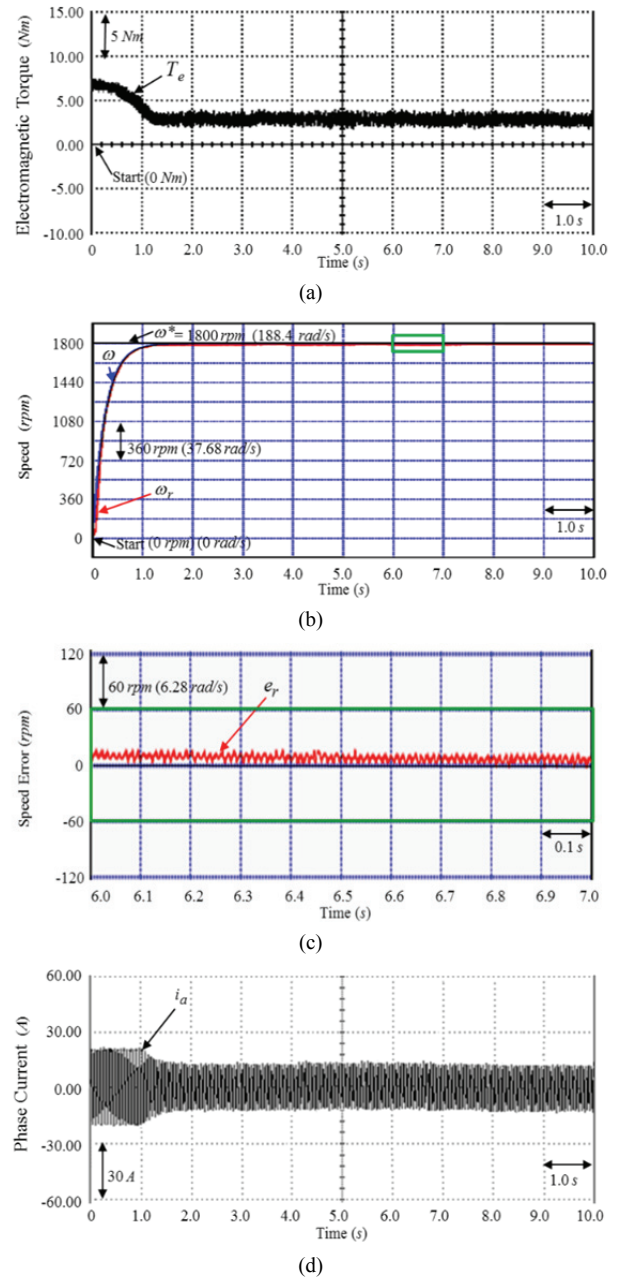 15.00
5 Nm
10.00
Te
5.00
0.00
Start (0 Nm)
-5.00
1.0 s
-10.00
0 1.0 2.0 3.0 4.0 5.0 6.0 7.0 8.0 9.0 10.0
Time (s)
Electromagnetic Torque (Nm)
(a)
ω* = 1800 rpm (188.4 rad/s)
1800
ω
1440
1080
360 rpm (37.68 rad/s)
720
ωr
360
1.0 s
0
Start (0 rpm) (0 rad/s)
0 1.0 2.0 3.0 4.0 5.0 6.0 7.0 8.0 9.0 10.0
Time (s)
Speed (rpm)
(b)
120
60 rpm (6.28 rad/s)
er
60
0
-60
0.1 s
-120
6.0 6.1 6.2 6.3 6.4 6.5 6.6 6.7 6.8 6.9 7.0
Time (s)
Speed Error (rpm)
(c)
60.00
ia
30.00
0.00
-30.00
30 A
1.0 s
-60.00
0 1.0 2.0 3.0 4.0 5.0 6.0 7.0 8.0 9.0 10.0
Time (s)
Phase Current (A)
(d)